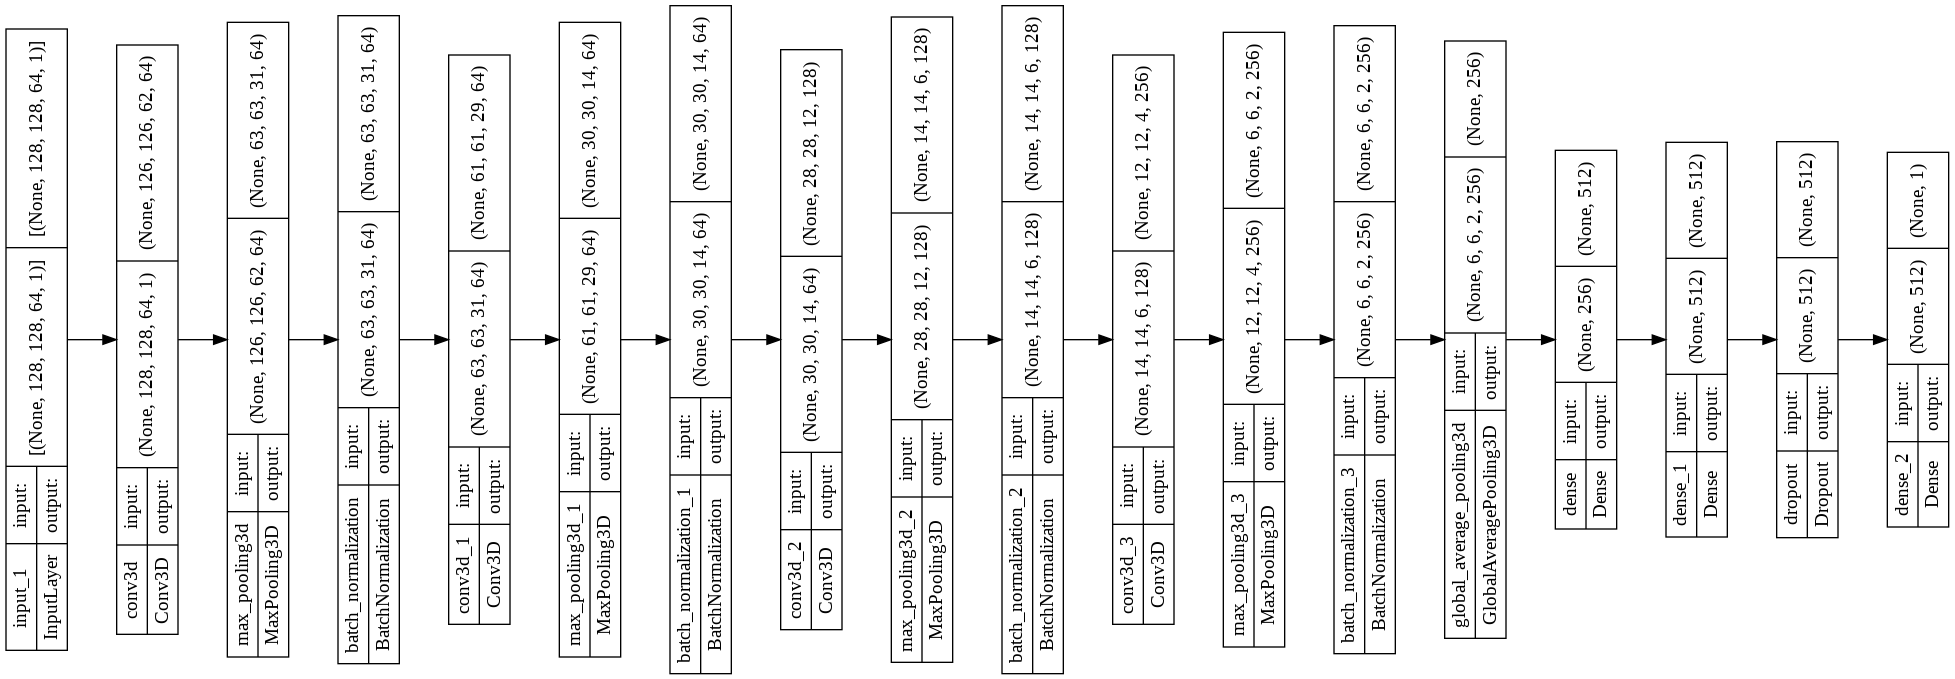 input_1
InputLayer
input:
output:
[(None, 128, 128, 64, 1)]
[(None, 128, 128, 64, 1)]
conv3d
Conv3D
input:
output:
(None, 128, 128, 64, 1)
(None, 126, 126, 62, 64)
max_pooling3d
MaxPooling3D
input:
output:
(None, 126, 126, 62, 64)
(None, 63, 63, 31, 64)
batch_normalization
BatchNormalization
input:
output:
(None, 63, 63, 31, 64)
(None, 63, 63, 31, 64)
conv3d_1
Conv3D
input:
output:
(None, 63, 63, 31, 64)
(None, 61, 61, 29, 64)
max_pooling3d_1
MaxPooling3D
input:
output:
(None, 61, 61, 29, 64)
(None, 30, 30, 14, 64)
batch_normalization_1
BatchNormalization
input:
output:
(None, 30, 30, 14, 64)
(None, 30, 30, 14, 64)
conv3d_2
Conv3D
input:
output:
(None, 30, 30, 14, 64)
(None, 28, 28, 12, 128)
max_pooling3d_2
MaxPooling3D
input:
output:
(None, 28, 28, 12, 128)
(None, 14, 14, 6, 128)
batch_normalization_2
BatchNormalization
input:
output:
(None, 14, 14, 6, 128)
(None, 14, 14, 6, 128)
conv3d_3
Conv3D
input:
output:
(None, 14, 14, 6, 128)
(None, 12, 12, 4, 256)
max_pooling3d_3
MaxPooling3D
input:
output:
(None, 12, 12, 4, 256)
(None, 6, 6, 2, 256)
batch_normalization_3
BatchNormalization
input:
output:
(None, 6, 6, 2, 256)
(None, 6, 6, 2, 256)
global_average_pooling3d
GlobalAveragePooling3D
input:
output:
(None, 6, 6, 2, 256)
(None, 256)
dense
Dense
input:
output:
(None, 256)
(None, 512)
dense_1
Dense
input:
output:
(None, 512)
(None, 512)
dropout
Dropout
input:
output:
(None, 512)
(None, 512)
dense_2
Dense
input:
output:
(None, 512)
(None, 1)